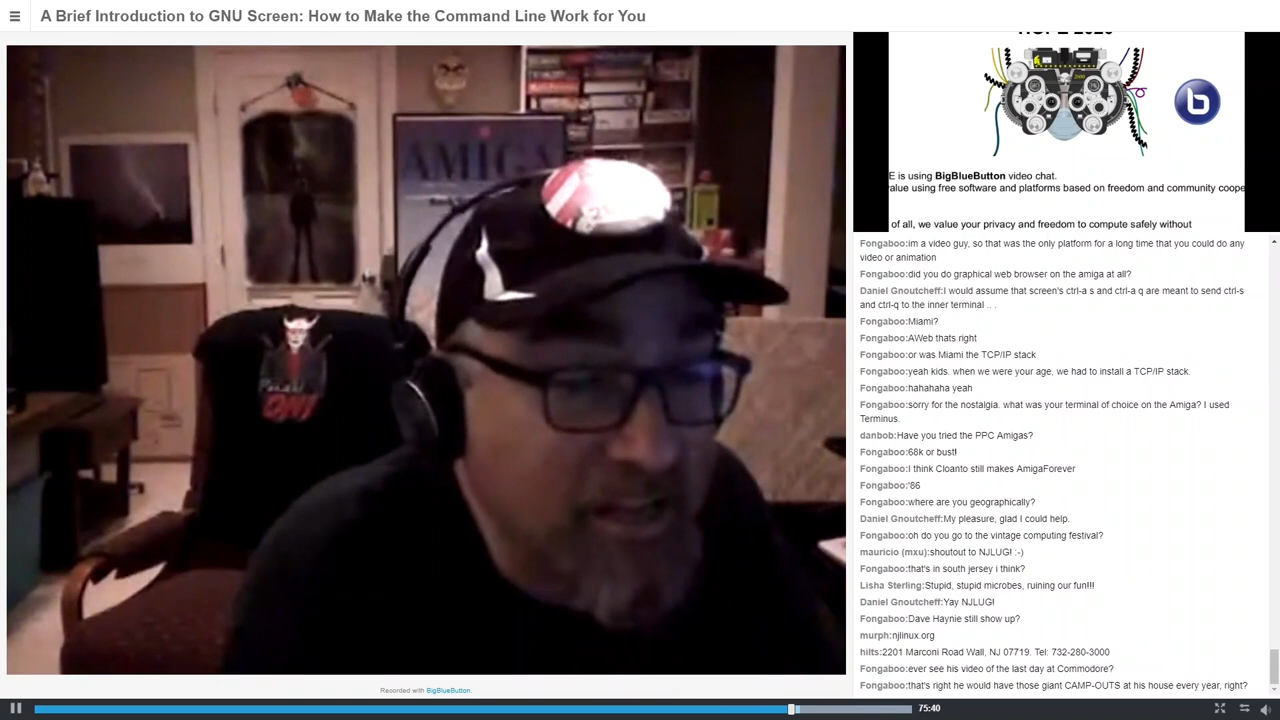 A Brief Introduction to GNU Screen: How to Make the Command Line Work for You
AMIGA
OW!
HOPE 2020
b
E is using BigBlueButton video chat.
alue using free software and platforms based on freedom and community coope
of all, we value your privacy and freedom to compute safely without
Fongaboo:im a video guy, so that was the only platform for a long time that you could do any
video or animation
Fongaboo:did you do graphical web browser on the amiga at all?
Daniel Gnoutcheff:I would assume that screen's ctrl-a s and ctrl-a q are meant to send ctrl-s
and ctrl-q to the inner terminal .. .
Fongaboo:Miami?
Fongaboo:AWeb thats right
Fongaboo:or was Miami the TCP/IP stack
Fongaboo:yeah kids. when we were your age, we had to install a TCP/IP stack.
Fongaboo:hahahaha yeah
Fongaboo:sorry for the nostalgia. what was your terminal of choice on the Amiga? I used
Terminus.
danbob:Have you tried the PPC Amigas?
Fongaboo:68k or bust!
Fongaboo:I think Cloanto still makes AmigaForever
Fongaboo:'86
Fongaboo:where are you geographically?
Daniel Gnoutcheff:My pleasure, glad I could help.
Fongaboo:oh do you go to the vintage computing festival?
mauricio (mxu):shoutout to NJLUG! :-)
Fongaboo:that's in south jersey i think?
Lisha Sterling:Stupid, stupid microbes, ruining our fun!!!
Daniel Gnoutcheff:Yay NJLUG!
Fongaboo:Dave Haynie still show up?
murph:njlinux.org
hilts:2201 Marconi Road Wall, NJ 07719. Tel: 732-280-3000
Fongaboo:ever see his video of the last day at Commodore?
Fongaboo:that's right he would have those giant CAMP-OUTS at his house every year, right?
Recorded with BigBlueButton.
75:40